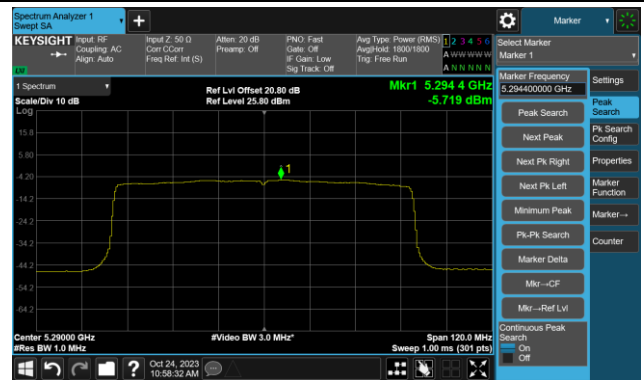 Spectrum Analyzer 1
Swept SA
Marker
KEYSIGHT
Input: RF
Coupling: AC
Align: Auto
Input Z: 50 Ω
Corr CCorr
Freq Ref: Int (S)
Atten: 20 dB
Preamp: Off
PNO: Fast
Gate: Off
IF Gain: Low
Sig Track: Off
Avg Type: Power (RMS)
Avg|Hold: 1800/1800
Trig: Free Run
1 2 3 4 5 6
A W W W W W
A N N N N N
LW
Select Marker
Marker 1
1 Spectrum
Scale/Div 10 dB
Log
Ref Lvl Offset 20.80 dB
Ref Level 25.80 dBm
Mkr1 5.294 4 GHz
-5.719 dBm
15.8
5.80
-4.20
-14.2
-24.2
-34.2
-44.2
-54.2
-64.2
1
Center 5.29000 GHz
#Res BW 1.0 MHz
#Video BW 3.0 MHz*
Span 120.0 MHz
Sweep 1.00 ms (301 pts)
Marker Frequency
5.294400000 GHz
Peak Search
Next Peak
Next Pk Right
Next Pk Left
Minimum Peak
Pk-Pk Search
Marker Delta
Mkr→CF
Mkr→Ref Lvl
Continuous Peak
Search
On
Off
Settings
Peak
Search
Pk Search
Config
Properties
Marker
Function
Marker→
Counter
?
Oct 24, 2023
10:58:32 AM